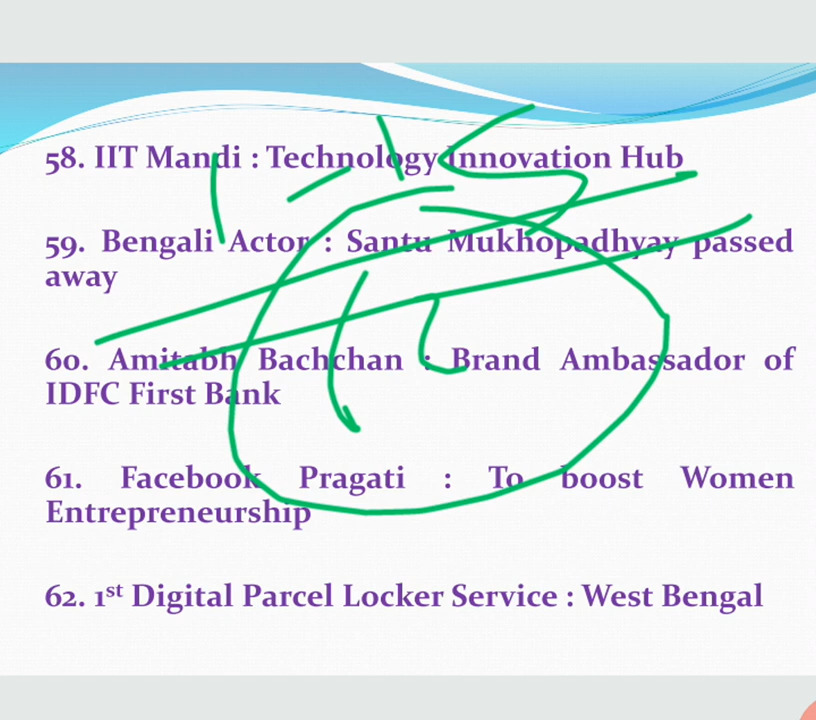 58. IIT Mandi : Technology Innovation Hub
59. Bengali Actor : Santu Mukhopadhyay passed
away
60. Amitabh Bachchan : Brand Ambassador of
IDFC First Bank
61. Facebook Pragati : To boost Women
Entrepreneurship
62. 1st Digital Parcel Locker Service : West Bengal